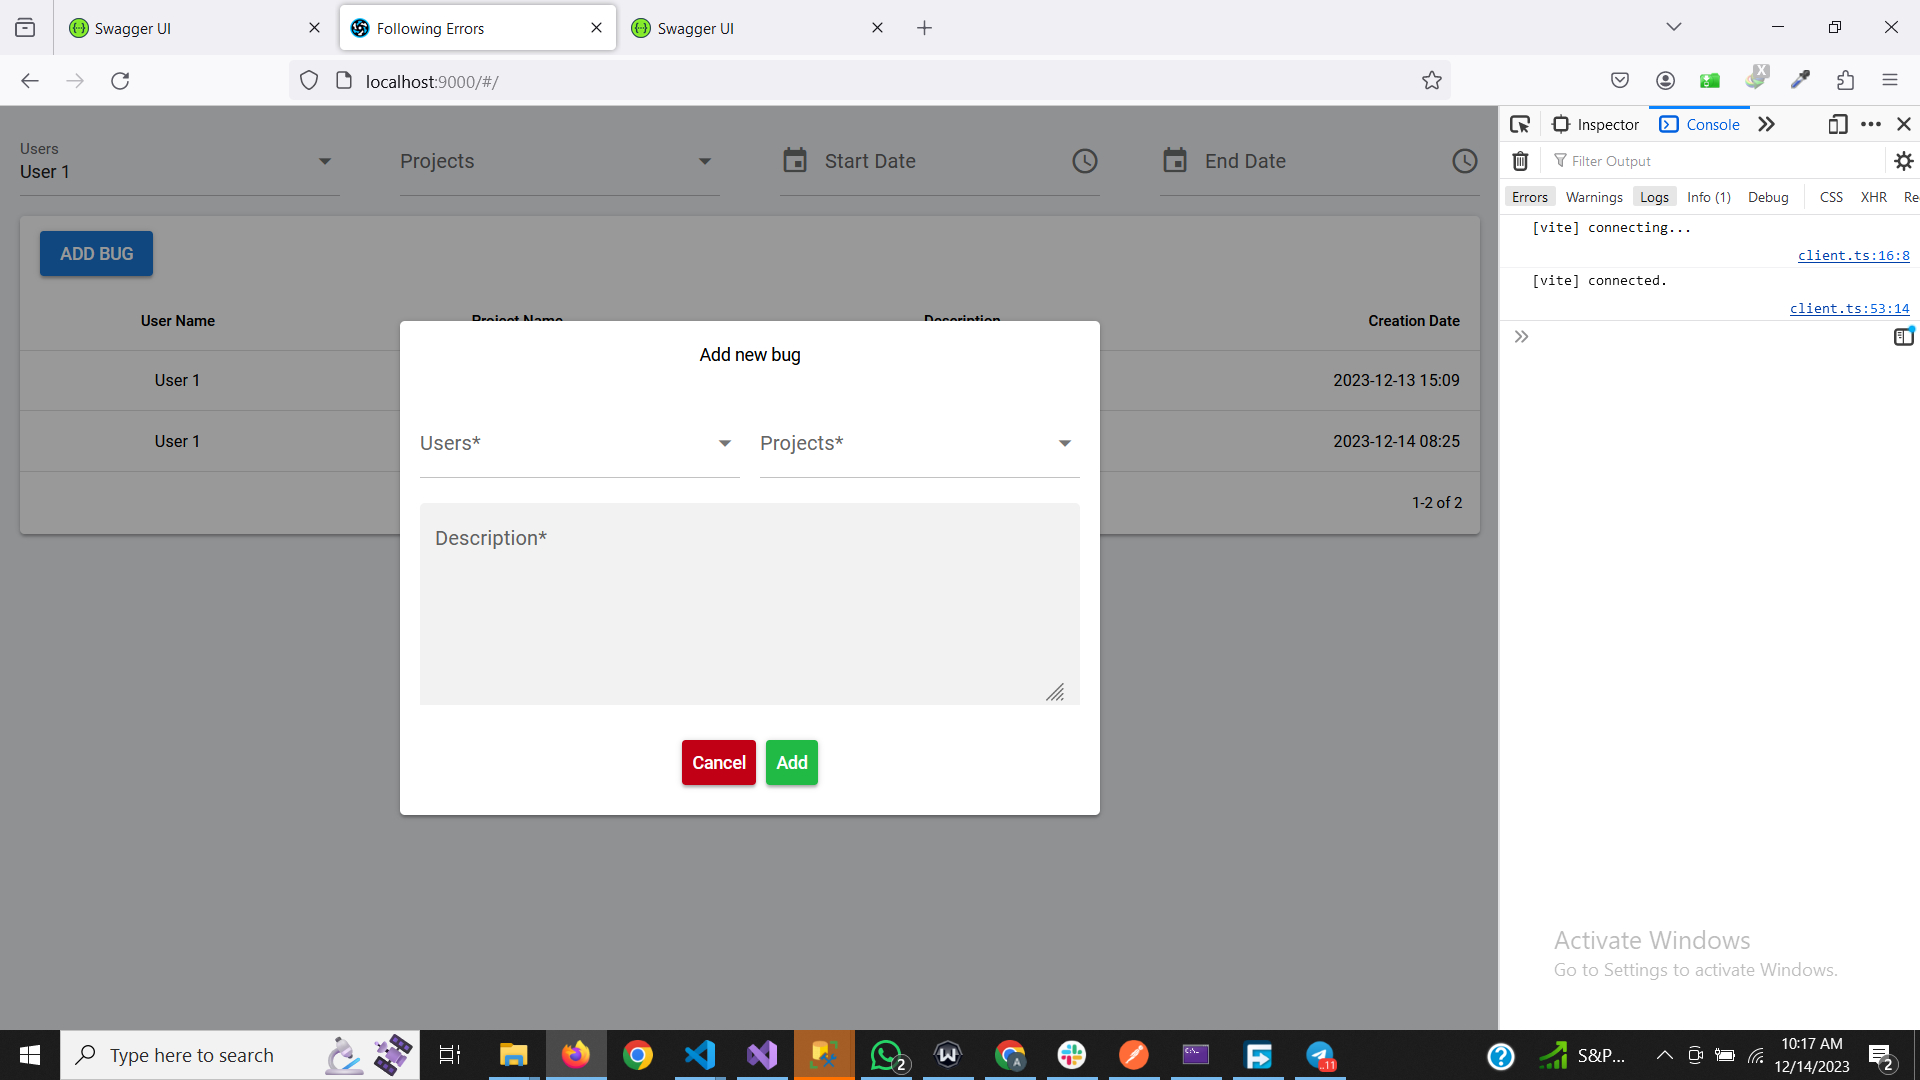 Swagger UI
Following Errors
Swagger UI
localhost:9000/#/
Users
User 1
Projects
Start Date
End Date
ADD BUG
User Name
Project Name
Description
Creation Date
User 1
2023-12-13 15:09
User 1
2023-12-14 08:25
1-2 of 2
Add new bug
Users*
Projects*
Description*
Cancel
Add
Inspector
Console
Filter Output
Errors
Warnings
Logs
Info (1)
Debug
CSS
XHR
Re
[vite] connecting...
client.ts:16:8
[vite] connected.
client.ts:53:14
Activate Windows
Go to Settings to activate Windows.
Type here to search
2
A
11
S&P...
10:17 AM
12/14/2023
2